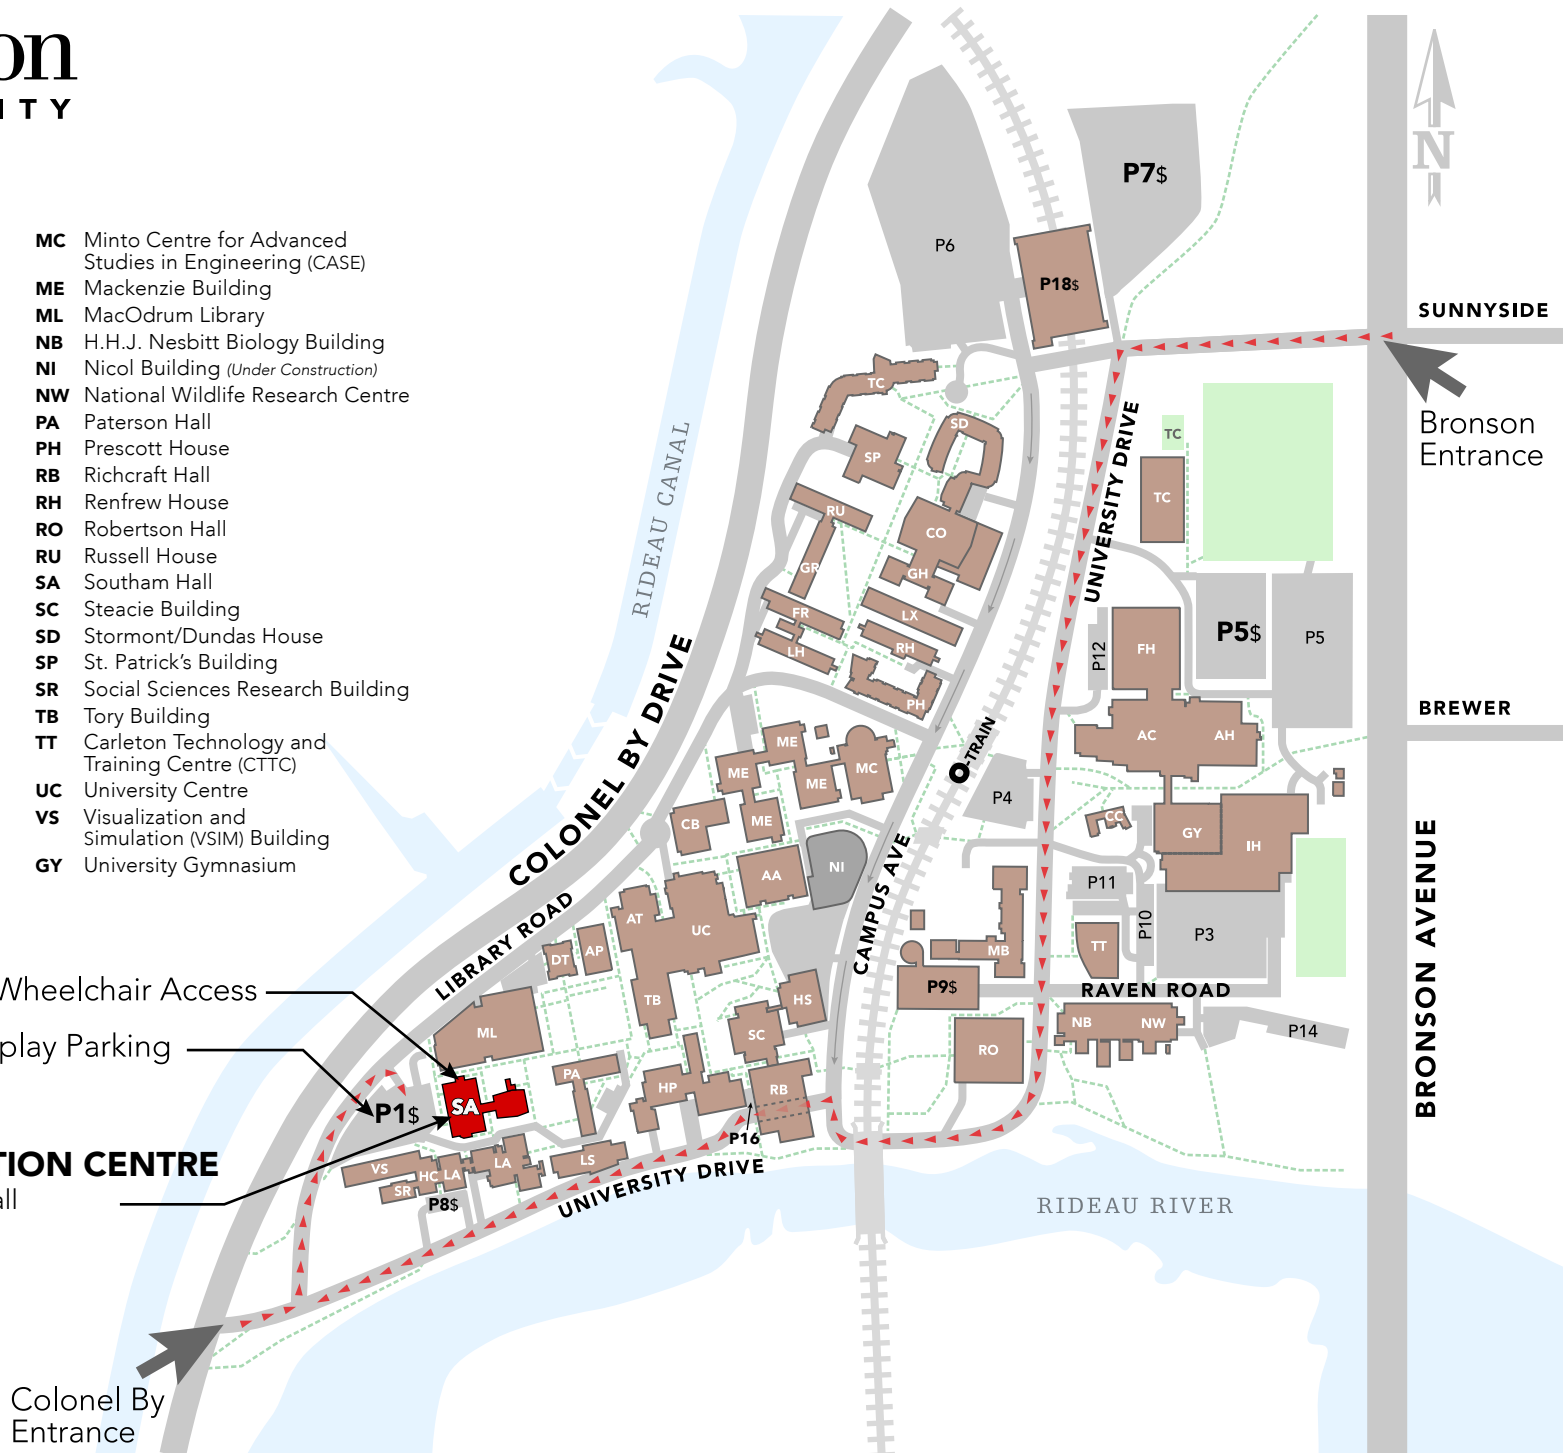 on
ITY
MC Minto Centre for Advanced
Studies in Engineering (CASE)
ME Mackenzie Building
ML MacOdrum Library
NB H.H.J. Nesbitt Biology Building
NI Nicol Building (Under Construction)
NW National Wildlife Research Centre
PA Paterson Hall
PH Prescott House
RB Richcraft Hall
RH Renfrew House
RO Robertson Hall
RU Russell House
SA Southam Hall
SC Steacie Building
SD Stormont/Dundas House
SP St. Patrick's Building
SR Social Sciences Research Building
TB Tory Building
TT Carleton Technology and
Training Centre (CTTC)
UC University Centre
VS Visualization and
Simulation (VSIM) Building
GY University Gymnasium
Wheelchair Access
play Parking
TION CENTRE
all
Colonel By
Entrance
N
P7$
P6
P18$
SUNNYSIDE
Bronson
Entrance
TC
SD
SP
RU
CO
GR
GH
FR
LX
LH
RH
PH
TC
TC
UNIVERSITY DRIVE
P5$
P5
P12
FH
AC
AH
BREWER
RIDEAU CANAL
COLONEL BY DRIVE
LIBRARY ROAD
O-TRAIN
P4
CC
GY
IH
P11
P10
P3
TT
ME
ME
ME
ME
MC
CB
AA
NI
CAMPUS AVE
AT
UC
AP
DT
TB
HS
SC
ML
MB
P9$
RAVEN ROAD
NB
NW
P14
RO
BRONSON AVENUE
PA
HP
RB
P16
SA
P1$
VS
HC
LA
LA
SR
LS
P8$
UNIVERSITY DRIVE
RIDEAU RIVER